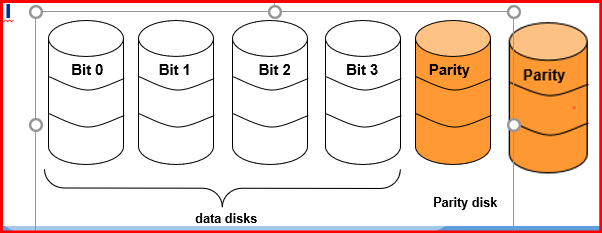 Bit 0 Bit 1 Bit 2 Bit 3 Parity Parity
Parity disk
data disks